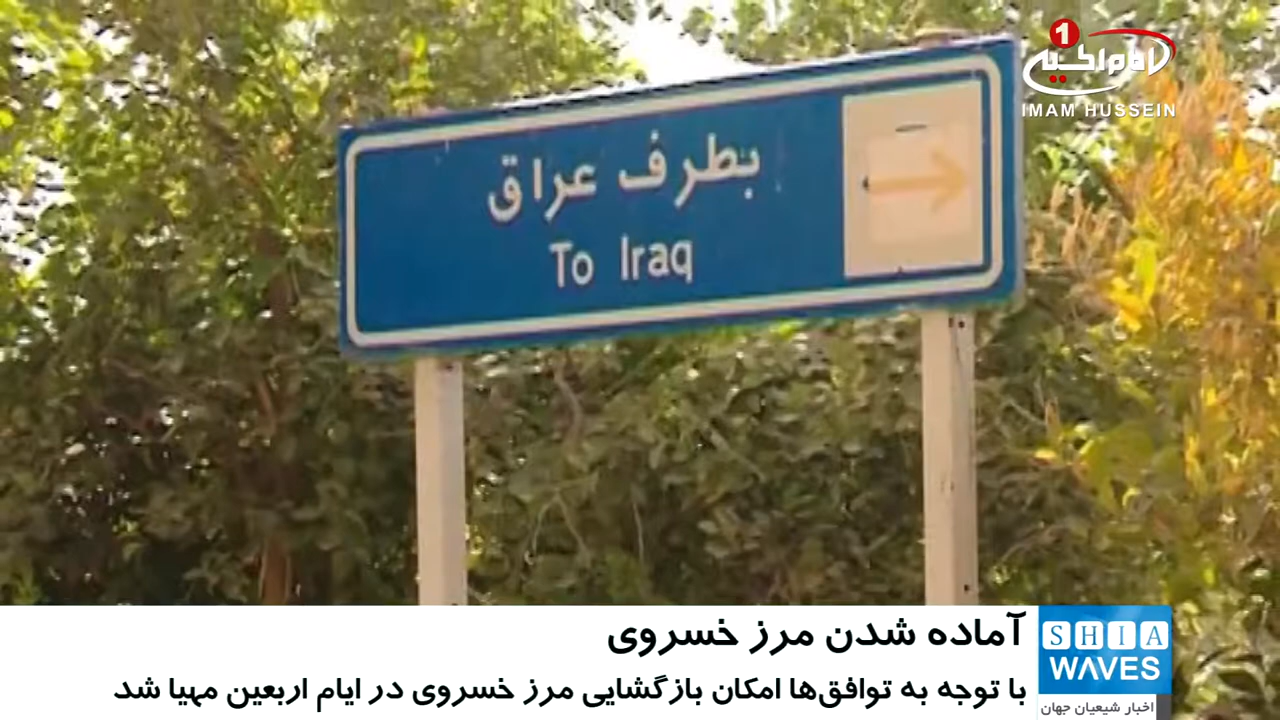 1
IMAM HUSSEIN
بطرف عراق
To Iraq
آماده شدن مرز خسروی
با توجه به توافق‌ها امکان بازگشایی مرز خسروی در ایام اربعین مهیا شد
SHIA
WAVES
اخبار شیعیان جهان